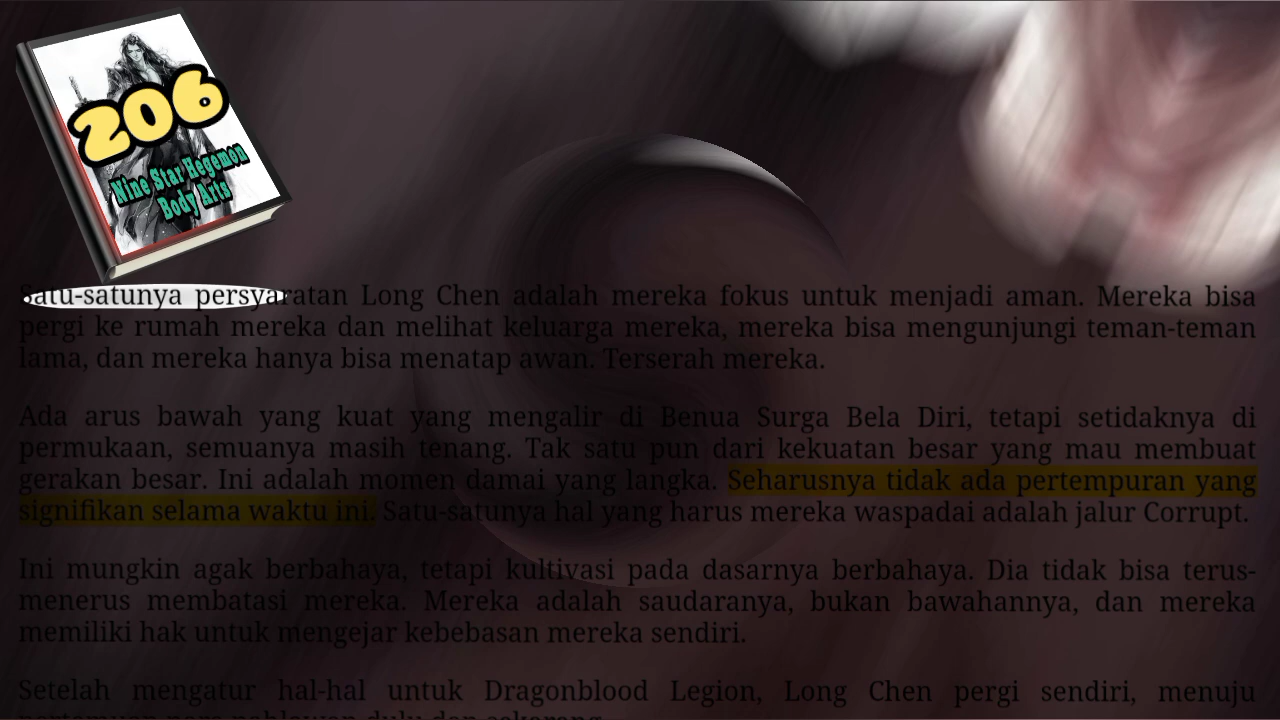 206
Nine Star Hegemon
Body Arts
Satu-satunya persyaratan Long Chen adalah mereka fokus untuk menjadi aman. Mereka bisa
pergi ke rumah mereka dan melihat keluarga mereka, mereka bisa mengunjungi teman-teman
lama, dan mereka hanya bisa menatap awan. Terserah mereka.
Ada arus bawah yang kuat yang mengalir di Benua Surga Bela Diri, tetapi setidaknya di
permukaan, semuanya masih tenang. Tak satu pun dari kekuatan besar yang mau membuat
gerakan besar. Ini adalah momen damai yang langka. Seharusnya tidak ada pertempuran yang
signifikan selama waktu ini. Satu-satunya hal yang harus mereka waspadai adalah jalur Corrupt.
Ini mungkin agak berbahaya, tetapi kultivasi pada dasarnya berbahaya. Dia tidak bisa terus-
menerus membatasi mereka. Mereka adalah saudaranya, bukan bawahannya, dan mereka
memiliki hak untuk mengejar kebebasan mereka sendiri.
Setelah mengatur hal-hal untuk Dragonblood Legion, Long Chen pergi sendiri, menuju